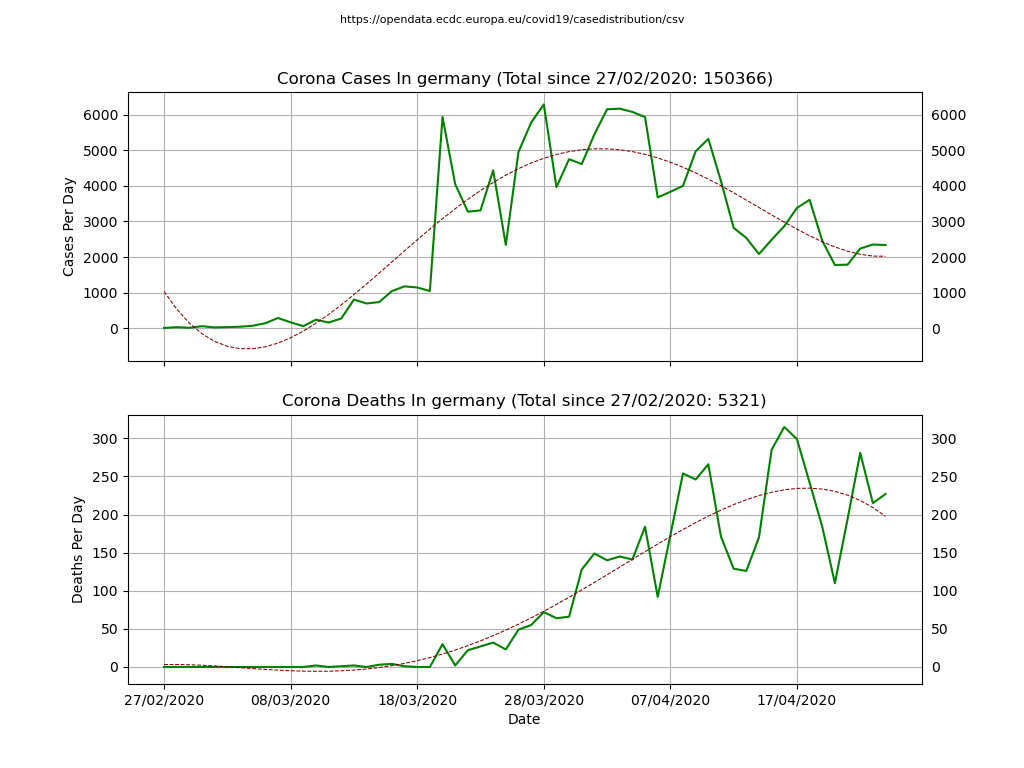 https://opendata.ecdc.europa.eu/covid19/casedistribution/csv
Corona Cases In germany (Total since 27/02/2020: 150366)
Cases Per Day
6000 6000
5000 5000
4000 4000
3000 3000
2000 2000
1000 1000
0 0
Corona Deaths In germany (Total since 27/02/2020: 5321)
Deaths Per Day
300 300
250 250
200 200
150 150
100 100
50 50
0 0
27/02/2020 08/03/2020 18/03/2020 28/03/2020 07/04/2020 17/04/2020
Date